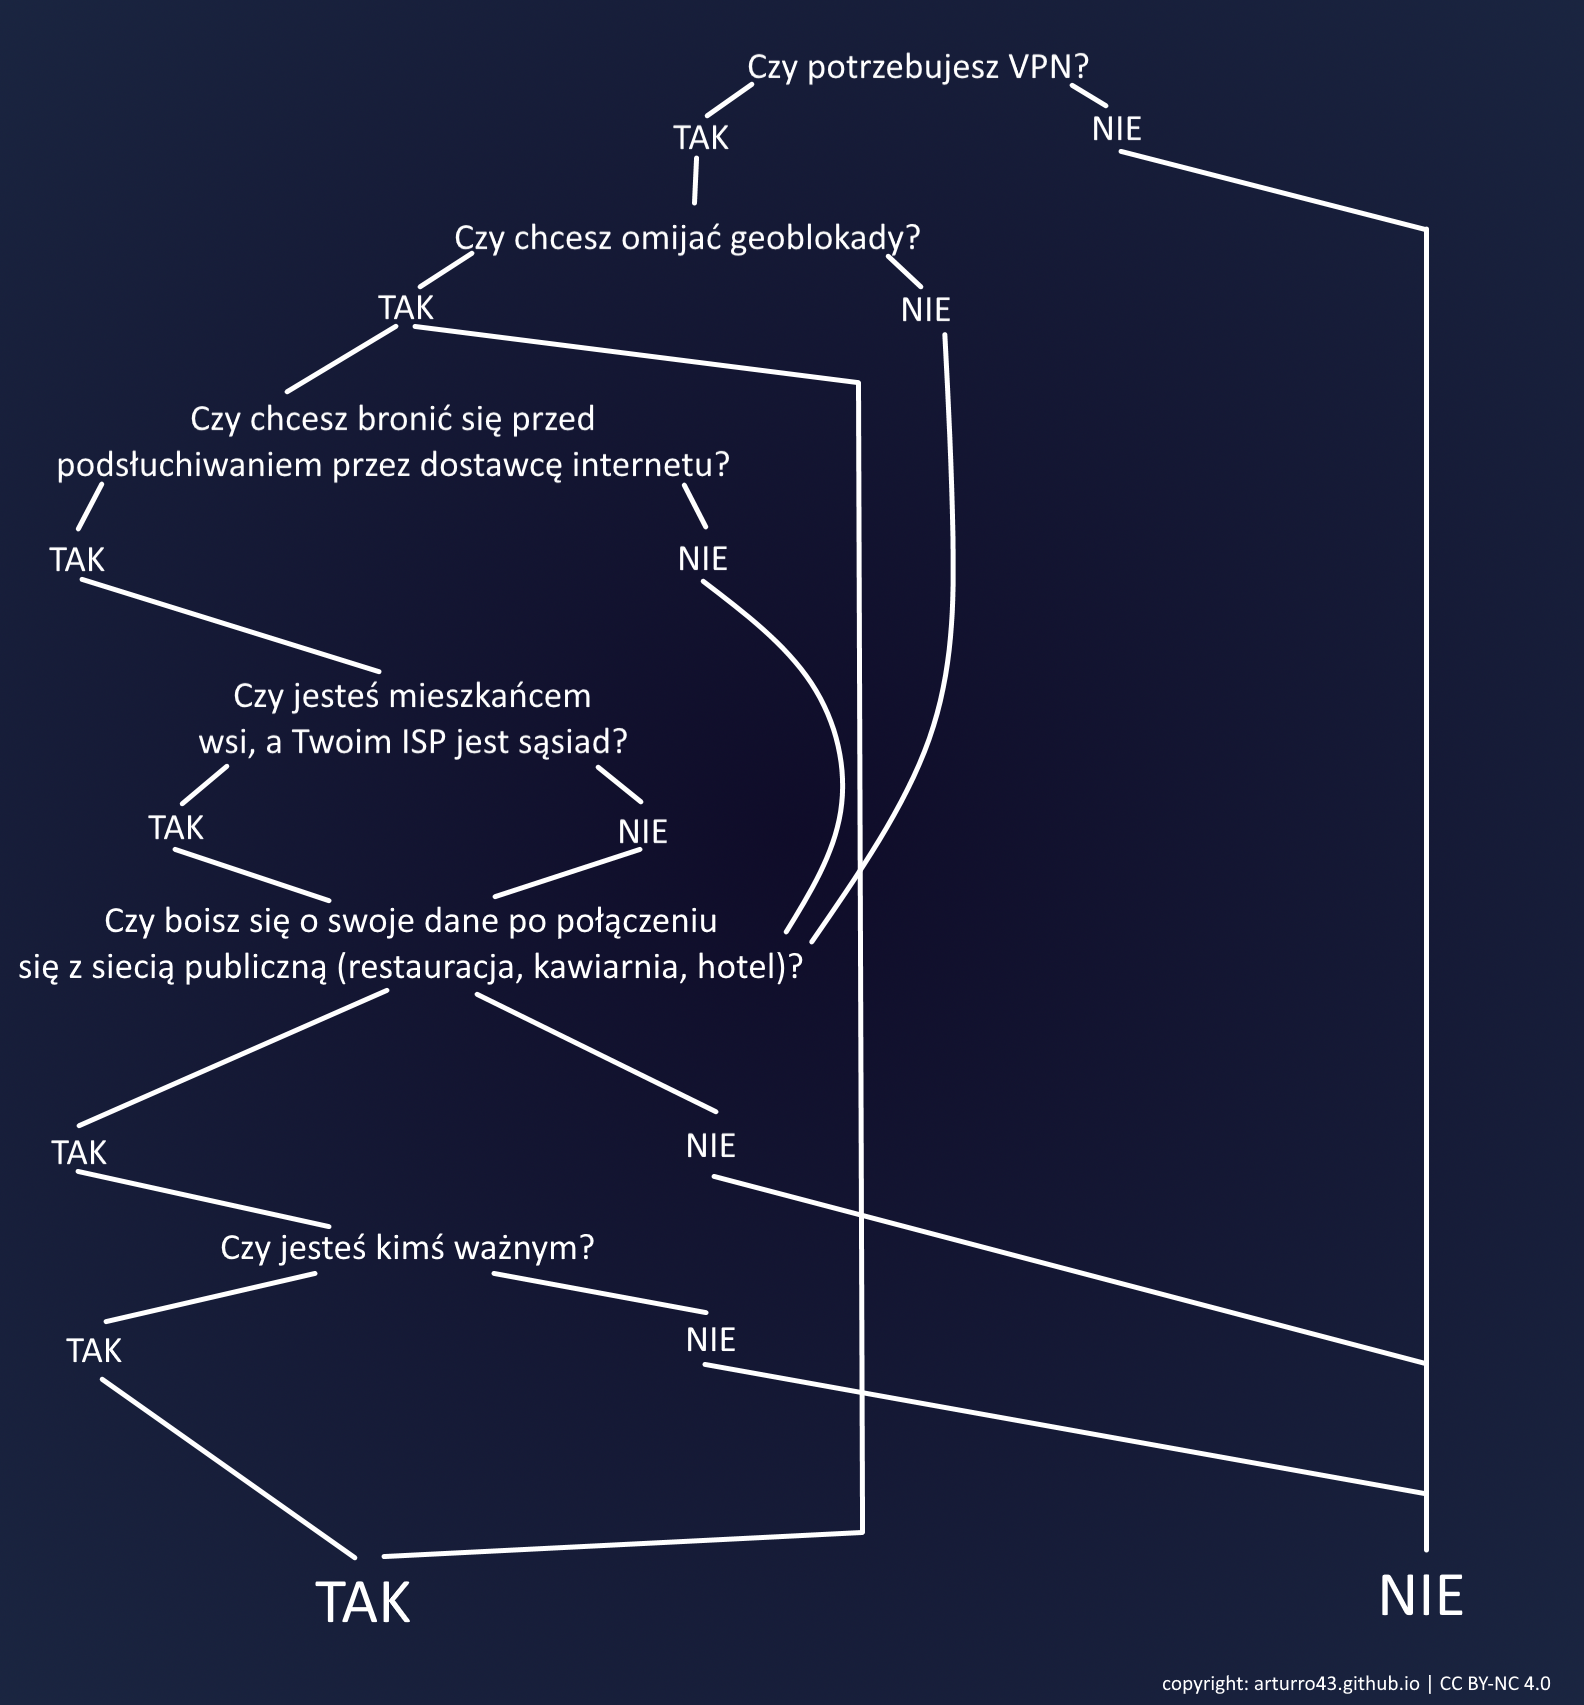 Czy potrzebujesz VPN?
TAK
NIE
Czy chcesz omijać geoblokady?
TAK
NIE
Czy chcesz bronić się przed
podsłuchiwaniem przez dostawcę internetu?
TAK
NIE
Czy jesteś mieszkańcem
wsi, a Twoim ISP jest sąsiad?
TAK
NIE
Czy boisz się o swoje dane po połączeniu
się z siecią publiczną (restauracja, kawiarnia, hotel)?
TAK
NIE
Czy jesteś kimś ważnym?
TAK
NIE
TAK
NIE
copyright: arturro43.github.io | CC BY-NC 4.0